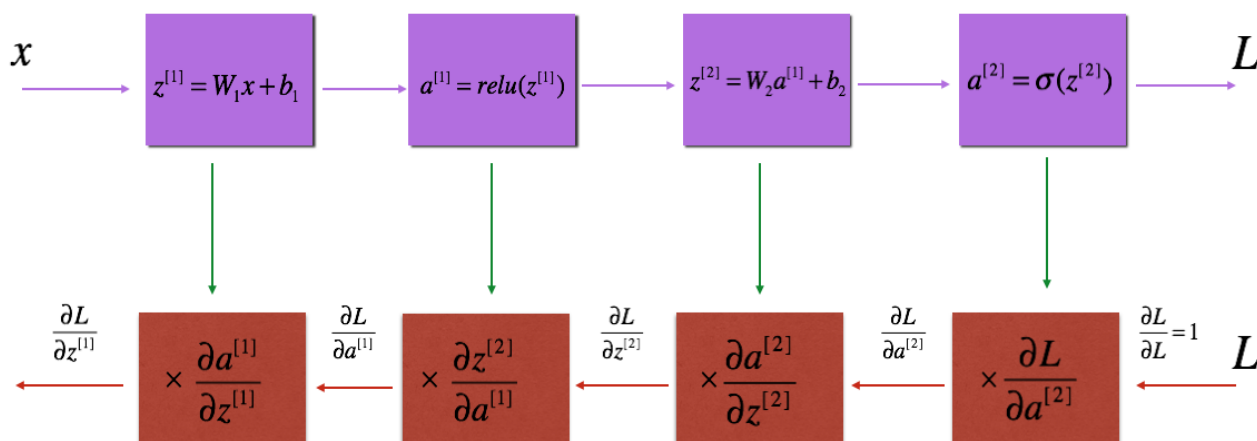 x
z^[1] = W_1 x + b_1
a^[1] = relu(z^[1])
z^[2] = W_2 a^[1] + b_2
a^[2] = σ(z^[2])
L
∂L/∂z^[1]
× ∂a^[1]/∂z^[1]
∂L/∂a^[1]
× ∂z^[2]/∂a^[1]
∂L/∂z^[2]
× ∂a^[2]/∂z^[2]
∂L/∂a^[2]
× ∂L/∂a^[2]
∂L/∂L = 1
L